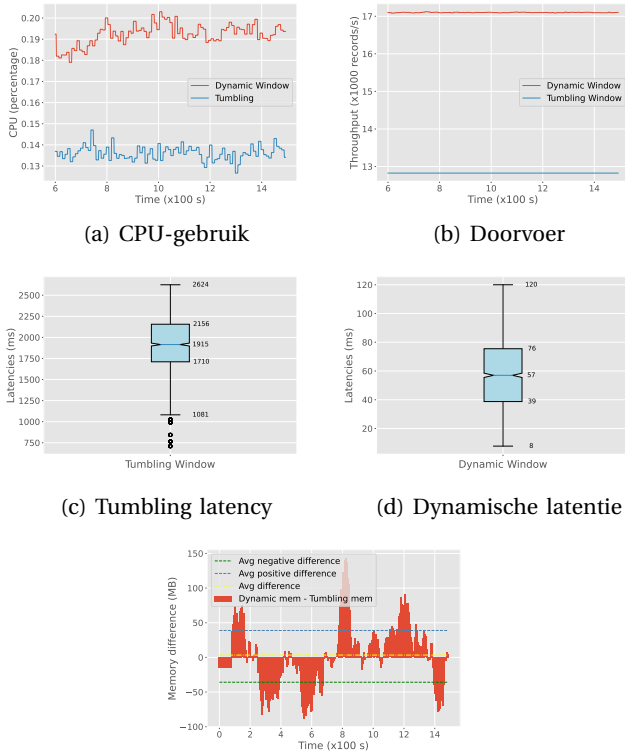 0.20
0.19
0.18
0.17
0.16
0.15
0.14
0.13
CPU (percentage)
Dynamic Window
Tumbling
6 8 10 12 14
Time (x100 s)
(a) CPU-gebruik
17
16
15
14
13
Throughput (x1000 records/s)
Dynamic Window
Tumbling Window
6 8 10 12 14
Time (x100 s)
(b) Doorvoer
2500
2250
2000
1750
1500
1250
1000
750
Latencies (ms)
2624
2156
1915
1710
1081
Tumbling Window
(c) Tumbling latency
120
100
80
60
40
20
Latencies (ms)
120
76
57
39
8
Dynamic Window
(d) Dynamische latentie
150
100
50
0
−50
−100
Memory difference (MB)
Avg negative difference
Avg positive difference
Avg difference
Dynamic mem - Tumbling mem
0 2 4 6 8 10 12 14
Time (x100 s)